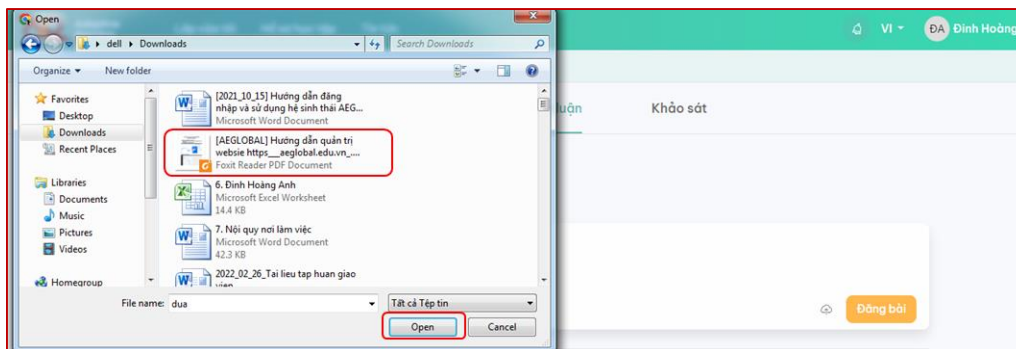 Open
VI
ĐA Đinh Hoàng
dell Downloads
Search Downloads
Organize New folder
Favorites
Desktop
Downloads
Recent Places
Libraries
Documents
Music
Pictures
Videos
Homegroup
[2021_10_15] Hướng dẫn đăng
nhập và sử dụng hệ sinh thái AEG...
Microsoft Word Document
[AEGLOBAL] Hướng dẫn quản trị
websie https___aeglobal.edu.vn_....
Foxit Reader PDF Document
6. Đinh Hoàng Anh
Microsoft Excel Worksheet
14.4 KB
7. Nội quy nơi làm việc
Microsoft Word Document
42.3 KB
2022_02_26_Tai lieu tap huan giao
vien
File name: dua
Tất cả Tệp tin
Open Cancel
luận
Khảo sát
Đăng bài